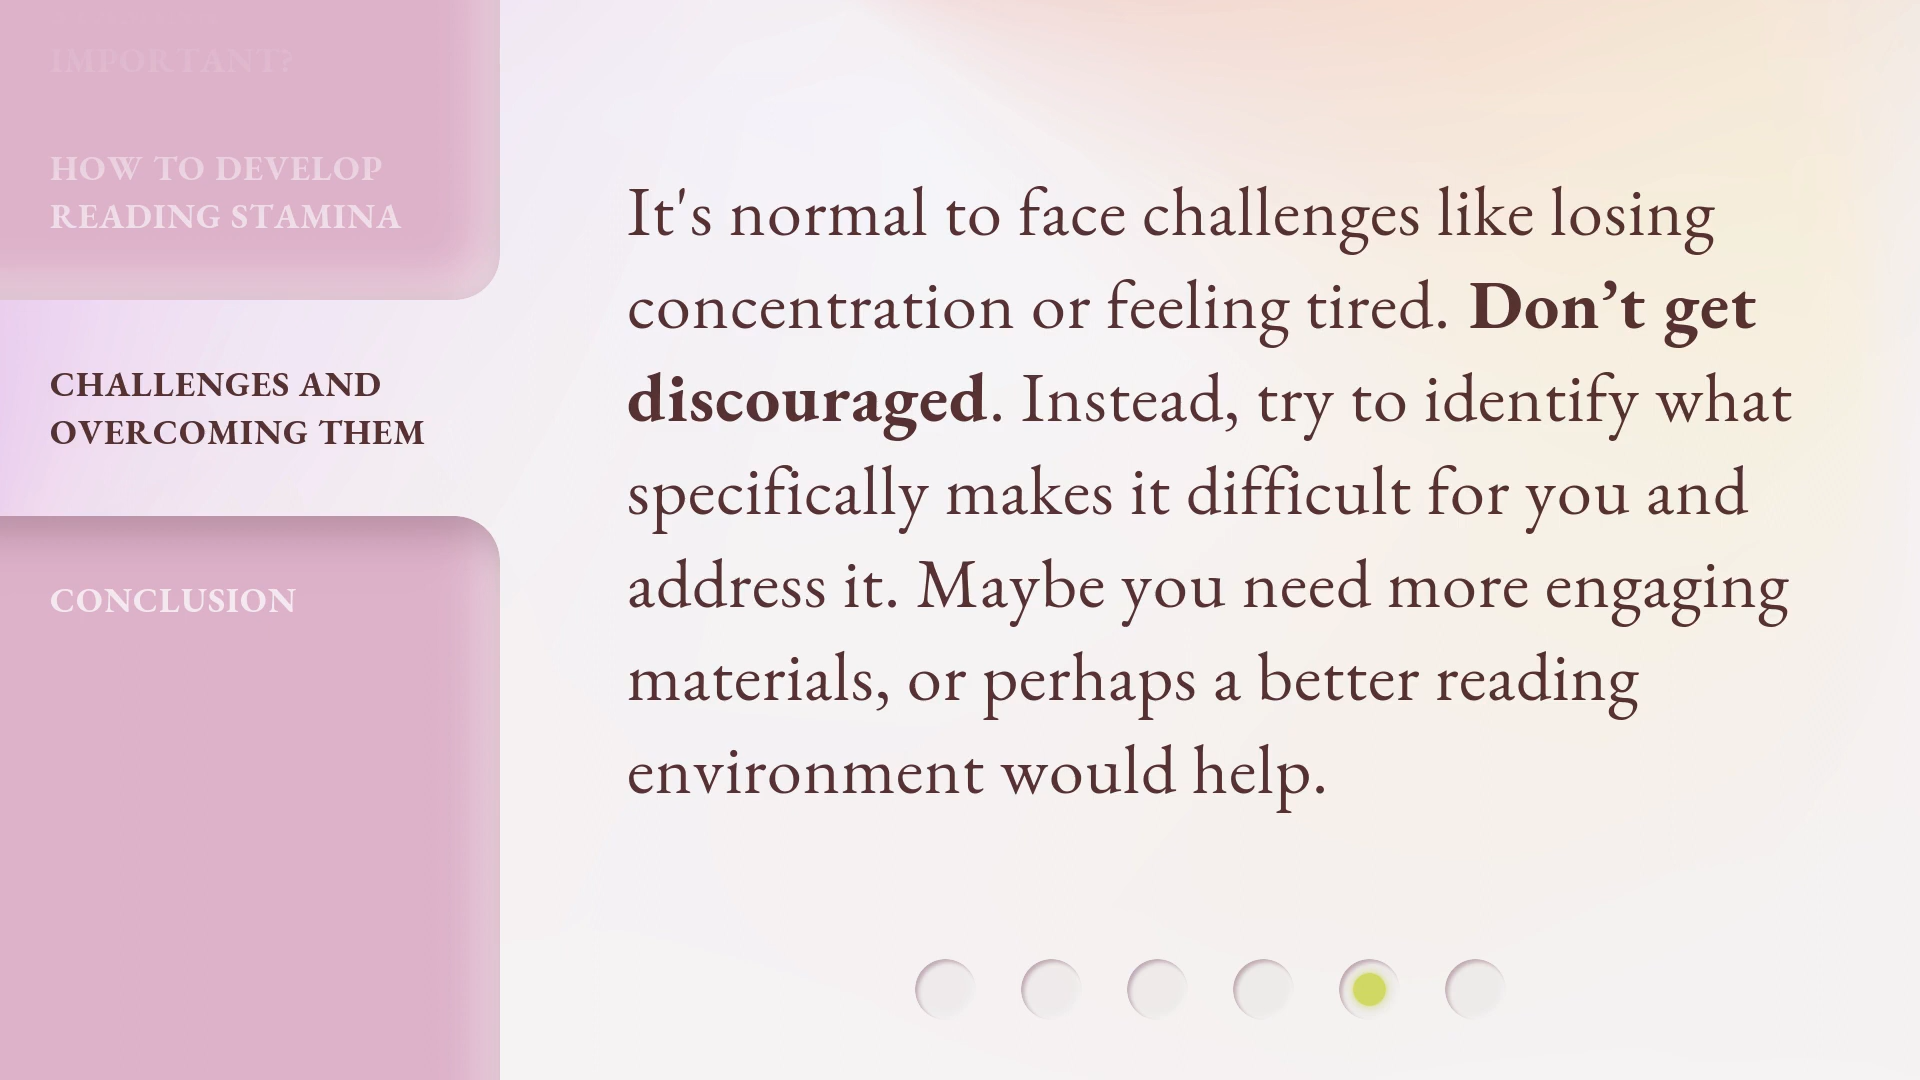 IMPORTANT?
HOW TO DEVELOP
READING STAMINA
CHALLENGES AND
OVERCOMING THEM
CONCLUSION
It's normal to face challenges like losing
concentration or feeling tired. Don’t get
discouraged. Instead, try to identify what
specifically makes it difficult for you and
address it. Maybe you need more engaging
materials, or perhaps a better reading
environment would help.